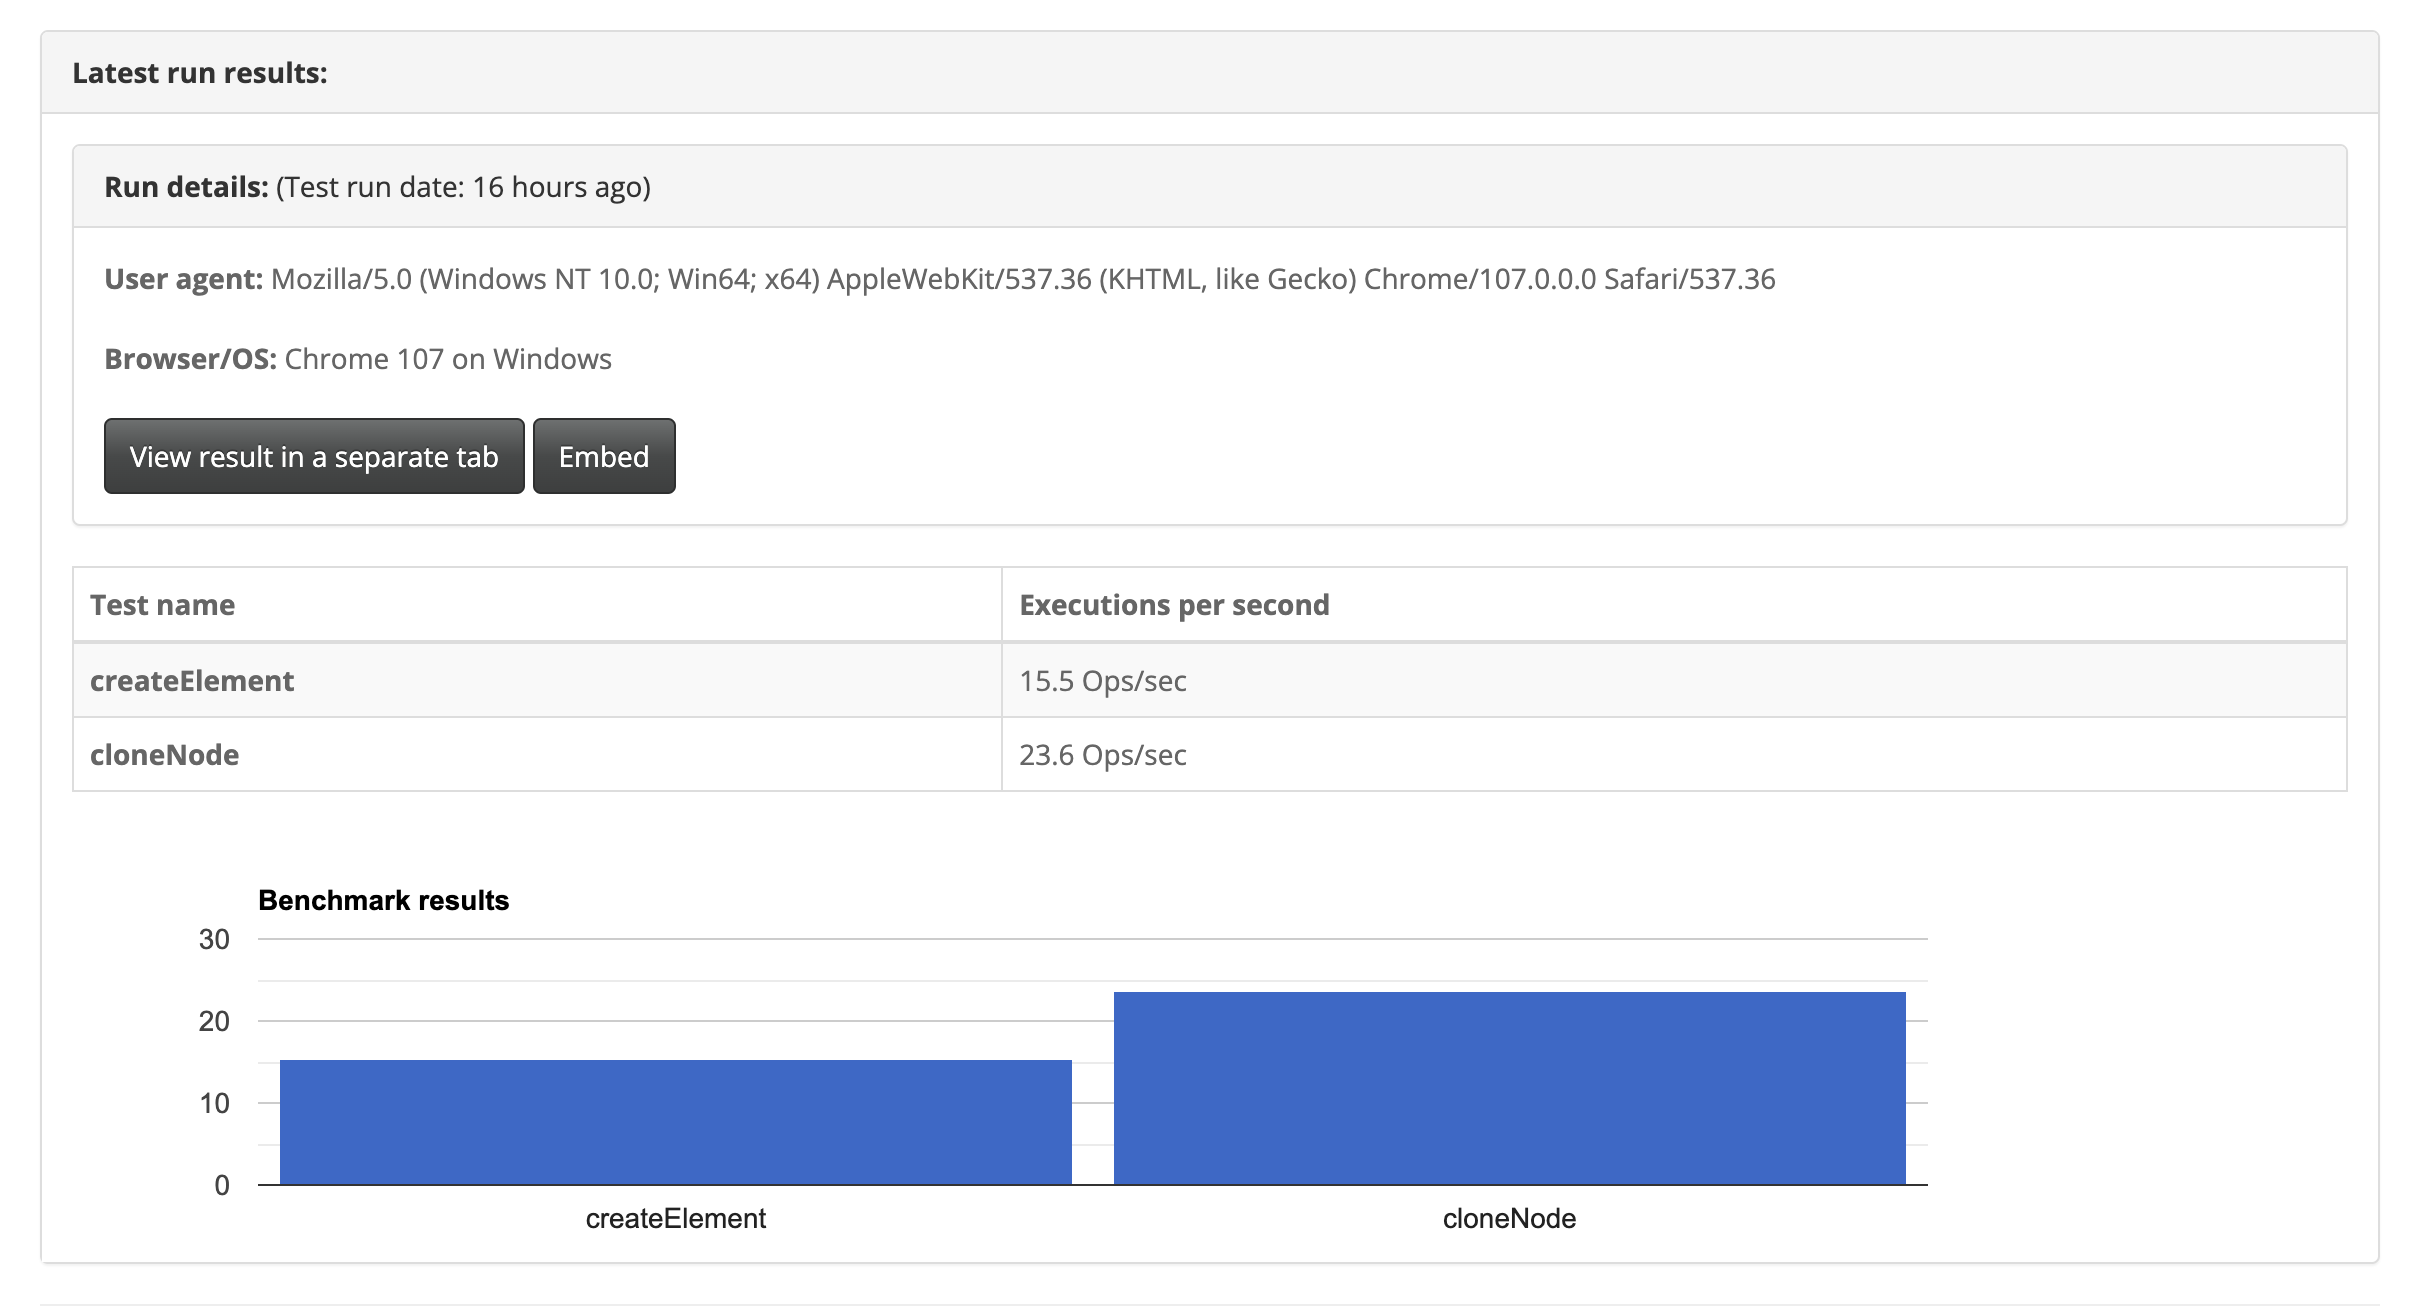 Latest run results:
Run details: (Test run date: 16 hours ago)
User agent: Mozilla/5.0 (Windows NT 10.0; Win64; x64) AppleWebKit/537.36 (KHTML, like Gecko) Chrome/107.0.0.0 Safari/537.36
Browser/OS: Chrome 107 on Windows
View result in a separate tab Embed
Test name Executions per second
createElement 15.5 Ops/sec
cloneNode 23.6 Ops/sec
Benchmark results
30
20
10
0
createElement cloneNode